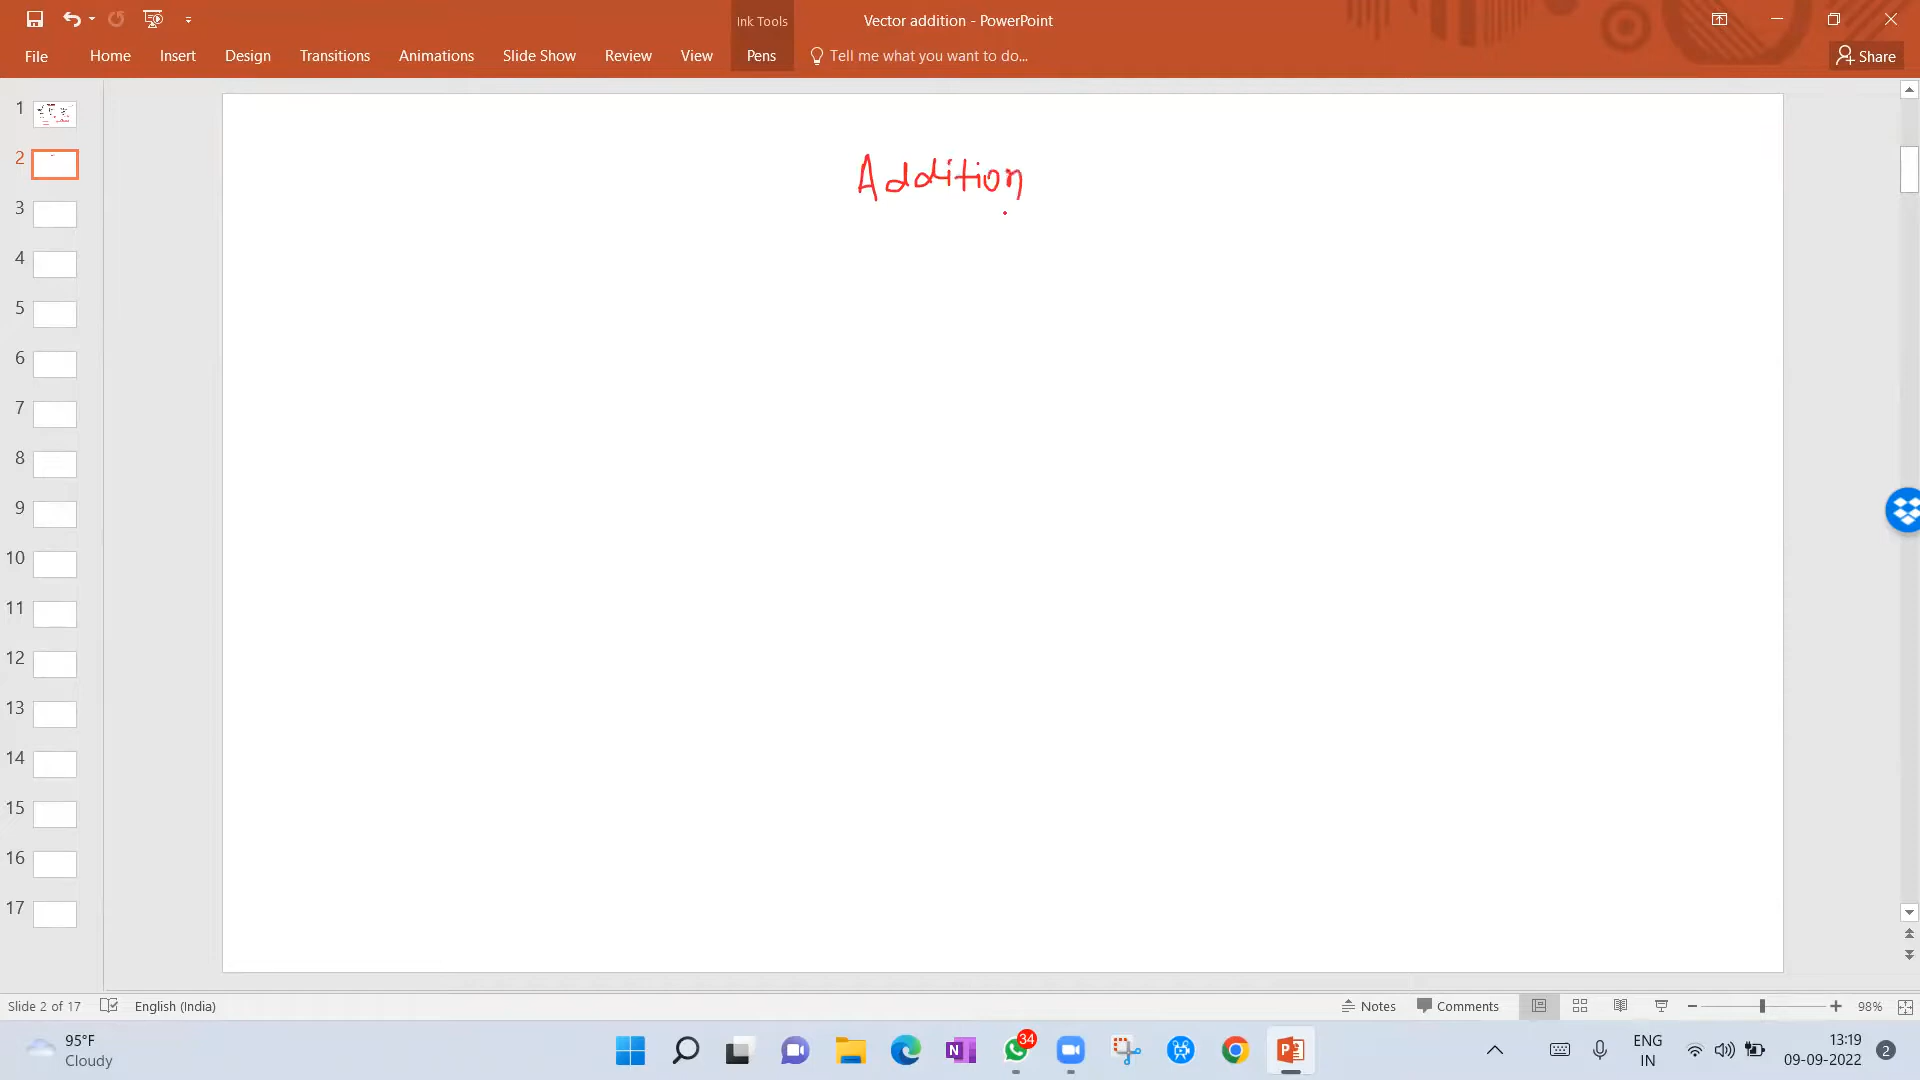 Ink Tools
Vector addition - PowerPoint
File
Home
Insert
Design
Transitions
Animations
Slide Show
Review
View
Pens
Tell me what you want to do...
Share
1
2
3
4
5
6
7
8
9
10
11
12
13
14
15
16
17
Addition
Slide 2 of 17
English (India)
Notes
Comments
98%
95°F
Cloudy
34
ENG
IN
13:19
09-09-2022
2